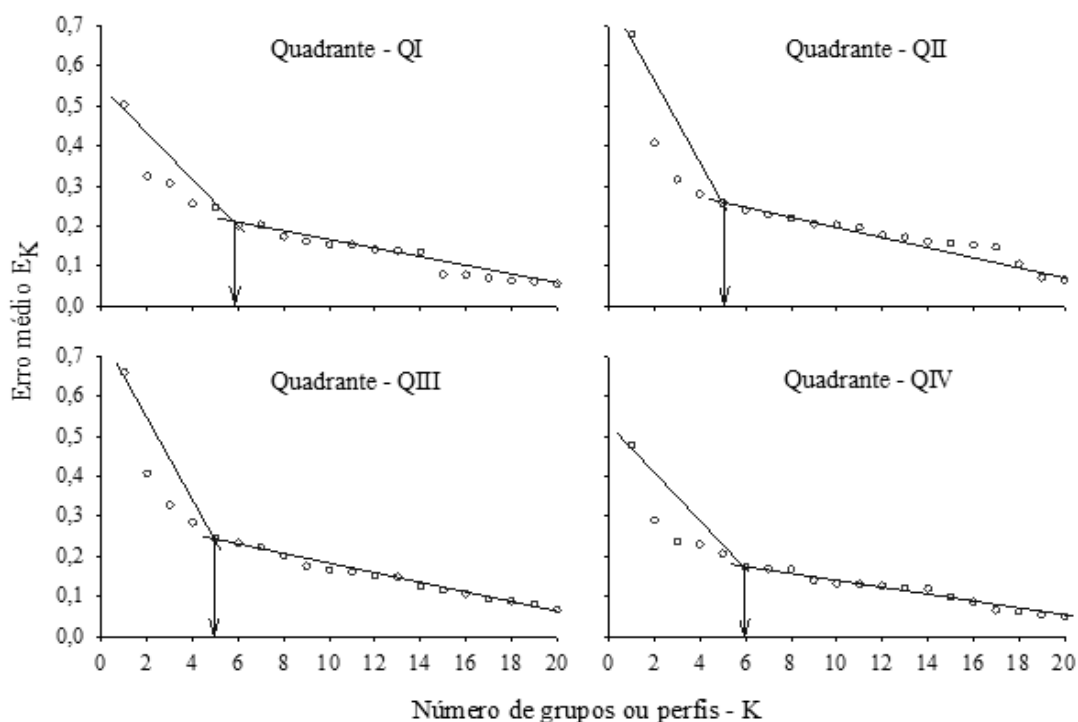 Erro médio E_K
0,7
0,6
0,5
0,4
0,3
0,2
0,1
0,0
Quadrante - QI
Quadrante - QII
0,7
0,6
0,5
0,4
0,3
0,2
0,1
0,0
Quadrante - QIII
Quadrante - QIV
0 2 4 6 8 10 12 14 16 18 20
0 2 4 6 8 10 12 14 16 18 20
Número de grupos ou perfis - K